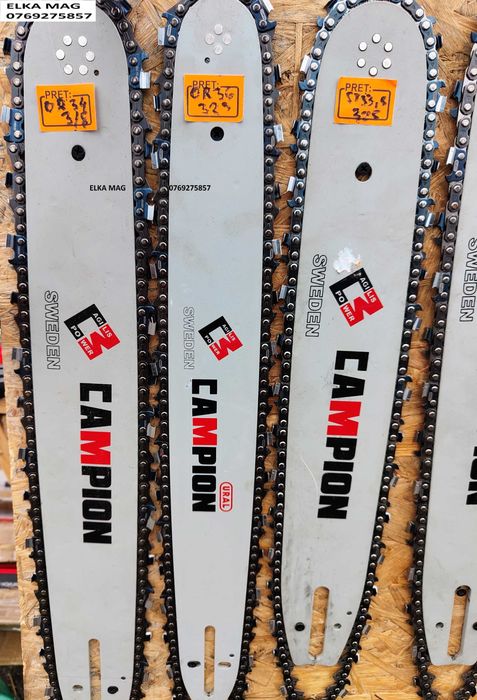 ELKA MAG
0769275857
PRET:
PRET:
329
PRET:
ELKA MAG 0769275857
SWEDEN
AGILIS
POWER
CAMPION
SWEDEN
AGILIS
POWER
CAMPION
URAL
SWEDEN
AGILIS
POWER
CAMPION
SWEDEN